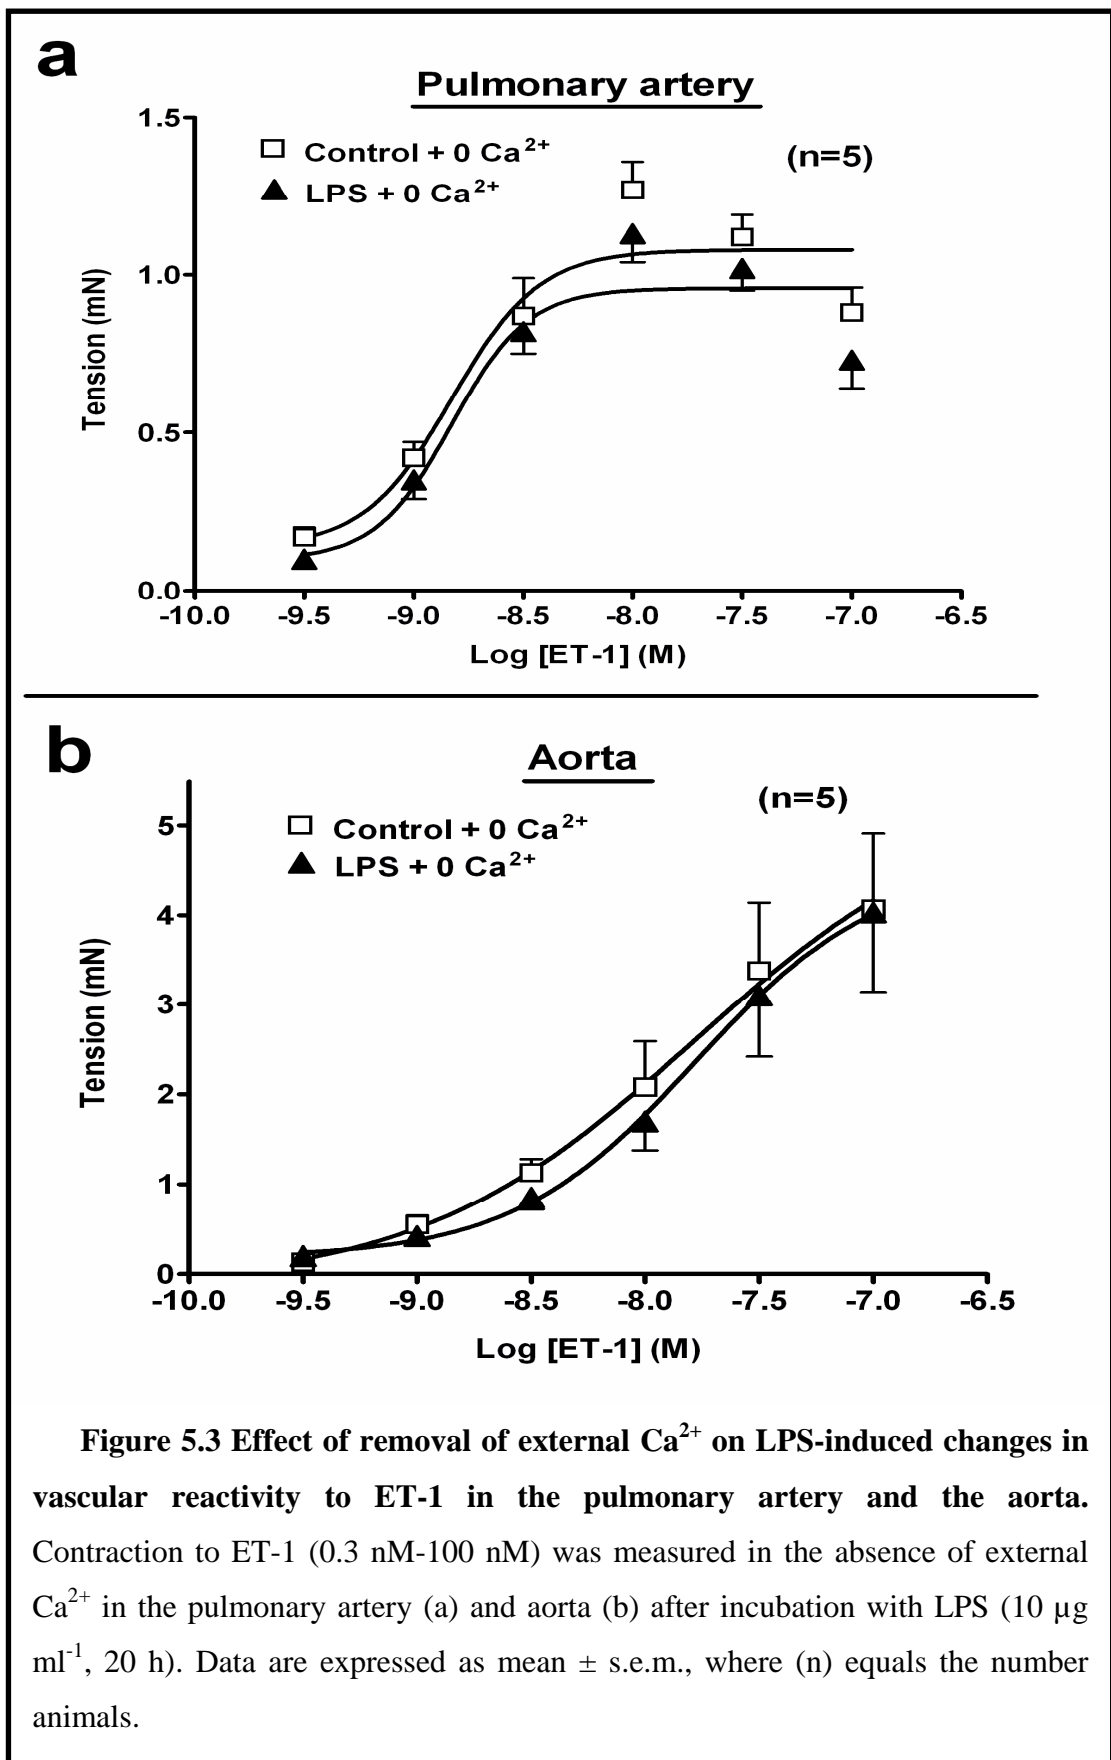 a
Pulmonary artery
1.5
Control + 0 Ca²⁺
(n=5)
LPS + 0 Ca²⁺
1.0
Tension (mN)
0.5
0.0
-10.0 -9.5 -9.0 -8.5 -8.0 -7.5 -7.0 -6.5
Log [ET-1] (M)
b
Aorta
(n=5)
5
Control + 0 Ca²⁺
LPS + 0 Ca²⁺
4
Tension (mN)
3
2
1
0
-10.0 -9.5 -9.0 -8.5 -8.0 -7.5 -7.0 -6.5
Log [ET-1] (M)
Figure 5.3 Effect of removal of external Ca²⁺ on LPS-induced changes in
vascular reactivity to ET-1 in the pulmonary artery and the aorta.
Contraction to ET-1 (0.3 nM-100 nM) was measured in the absence of external
Ca²⁺ in the pulmonary artery (a) and aorta (b) after incubation with LPS (10 µg
ml⁻¹, 20 h). Data are expressed as mean ± s.e.m., where (n) equals the number
animals.